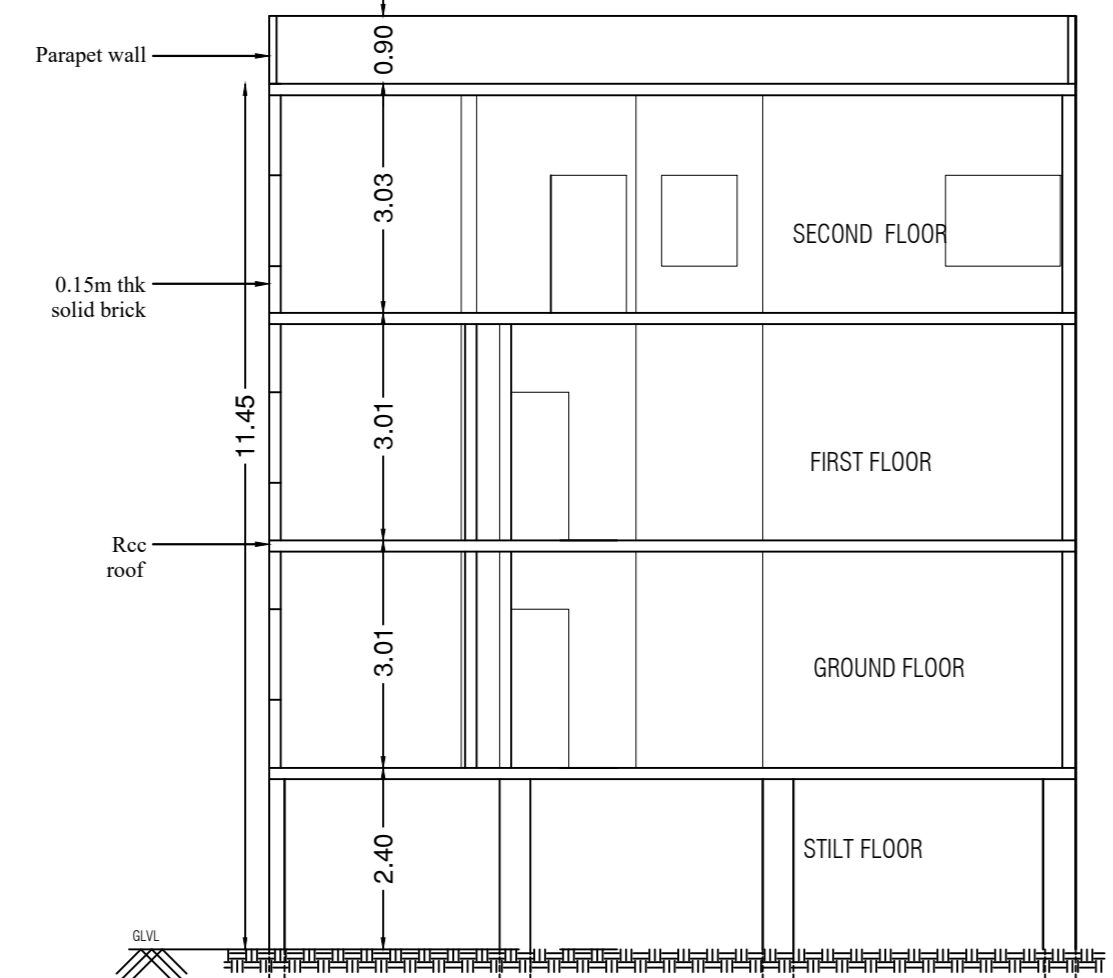 0.90
Parapet wall
3.03
SECOND FLOOR
0.15m thk
solid brick
11.45
3.01
FIRST FLOOR
Rcc
roof
3.01
GROUND FLOOR
2.40
STILT FLOOR
GLVL